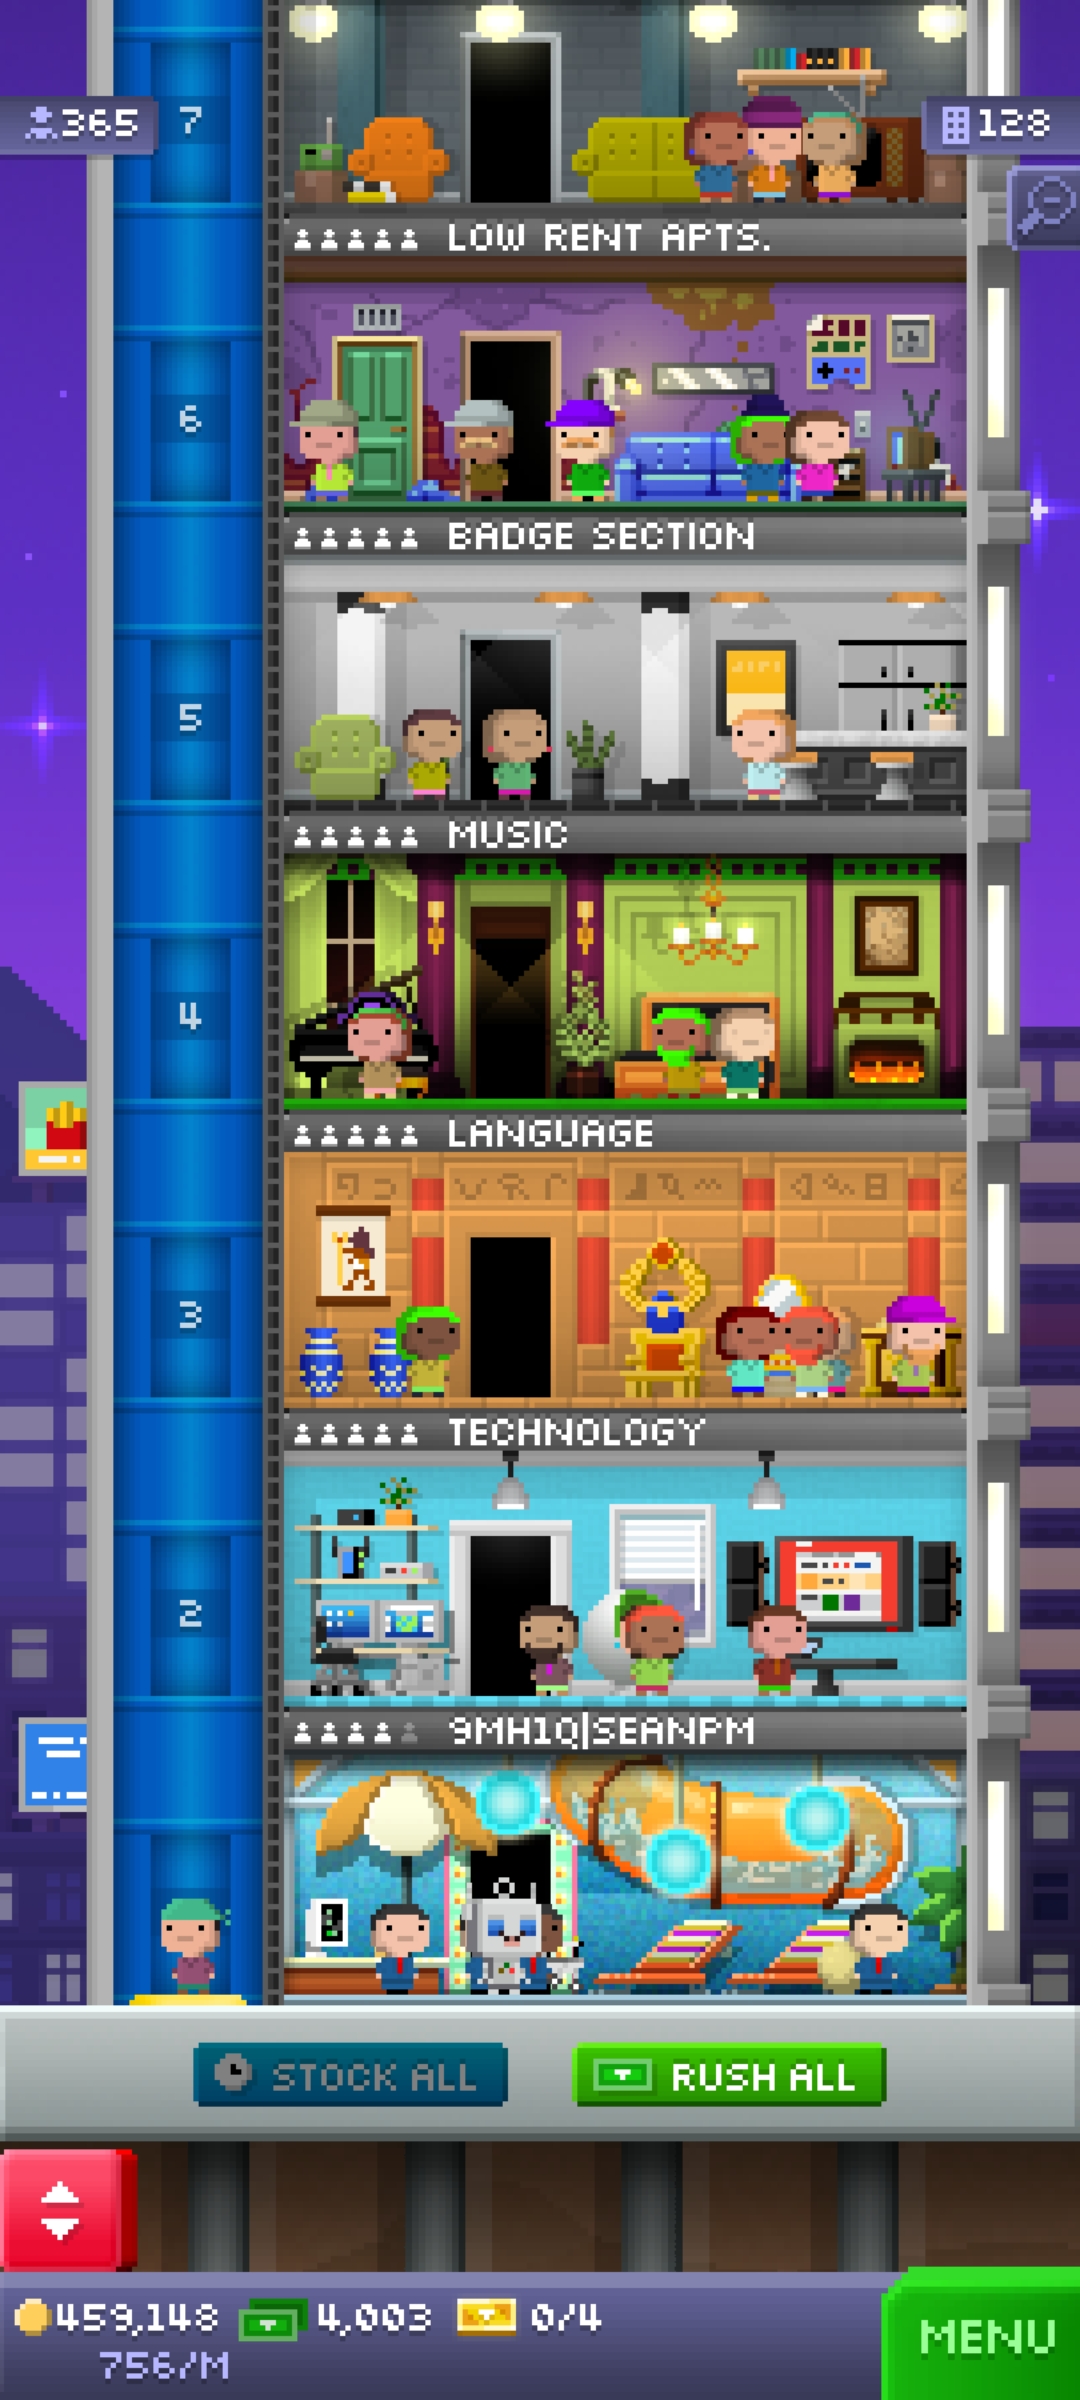 365
7
128
LOW RENT APTS.
6
BADGE SECTION
5
MUSIC
4
LANGUAGE
3
TECHNOLOGY
2
9MH1Q|SEANPM
STOCK ALL
RUSH ALL
459,148
4,003
0/4
756/M
MENU